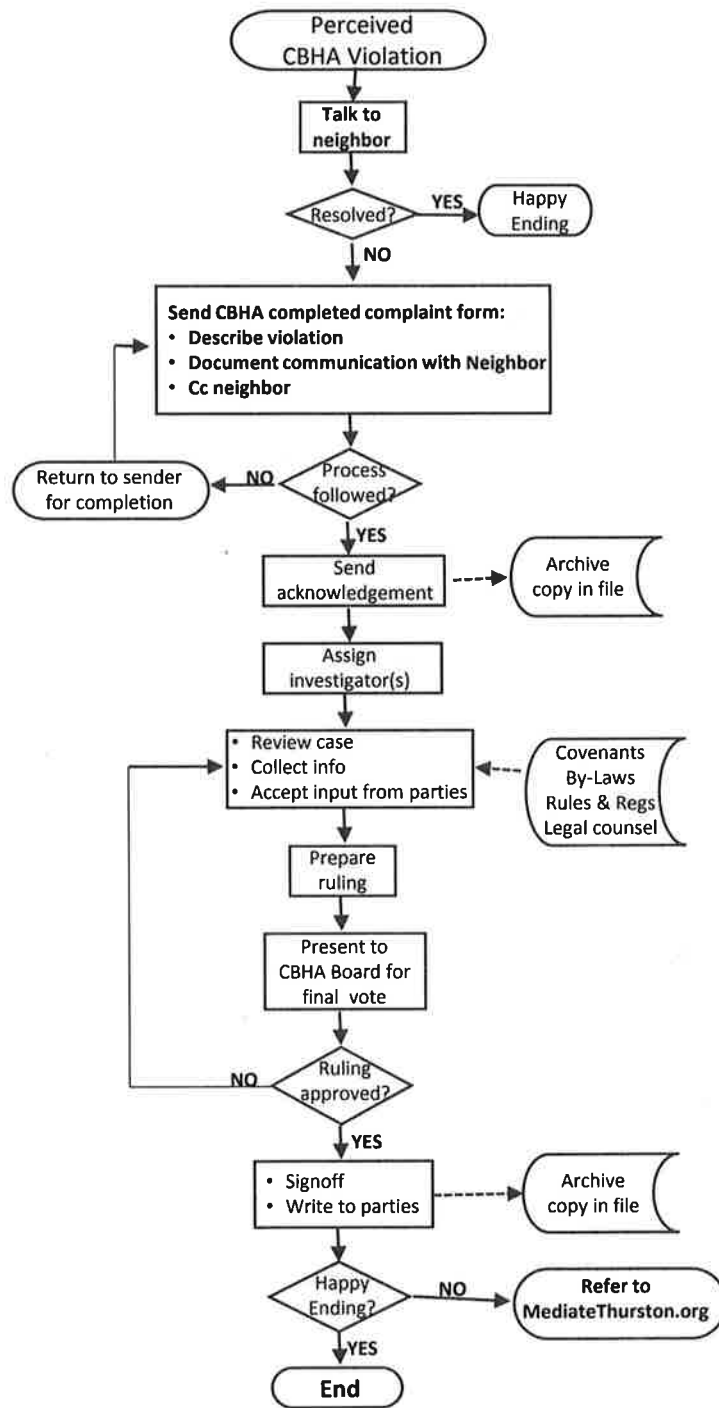 Perceived
CBHA Violation
Talk to
neighbor
Resolved?
YES
Happy
Ending
NO
Send CBHA completed complaint form:
• Describe violation
• Document communication with Neighbor
• Cc neighbor
Return to sender
for completion
NO
Process
followed?
YES
Send
acknowledgement
Archive
copy in file
Assign
investigator(s)
• Review case
• Collect info
• Accept input from parties
Covenants
By-Laws
Rules & Regs
Legal counsel
Prepare
ruling
Present to
CBHA Board for
final vote
NO
Ruling
approved?
YES
• Signoff
• Write to parties
Archive
copy in file
Happy
Ending?
NO
Refer to
MediateThurston.org
YES
End